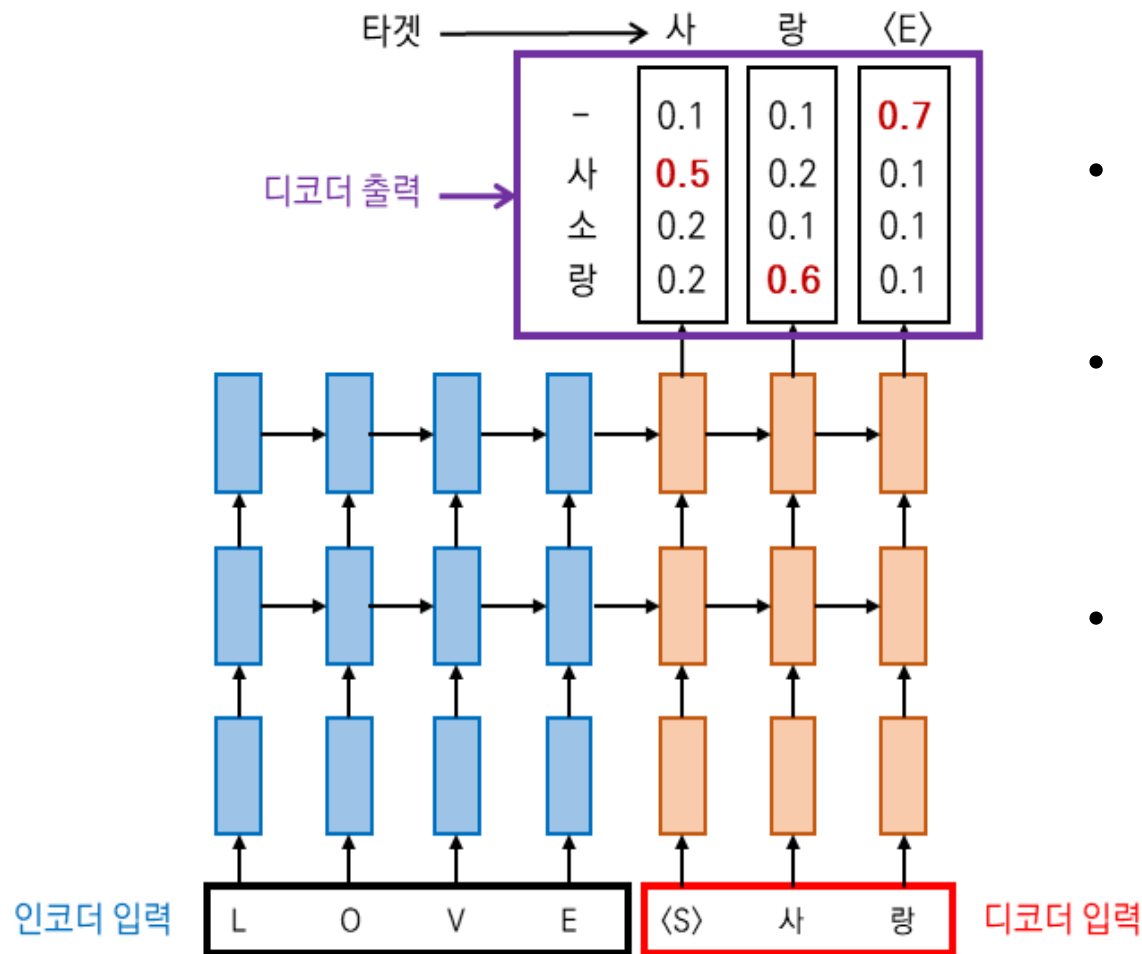 타겟 사 랑 〈E〉
- 0.1 0.1 0.7
사 0.5 0.2 0.1
디코더 출력
소 0.2 0.1 0.1
랑 0.2 0.6 0.1
인코더 입력 L O V E 〈S〉 사 랑 디코더 입력